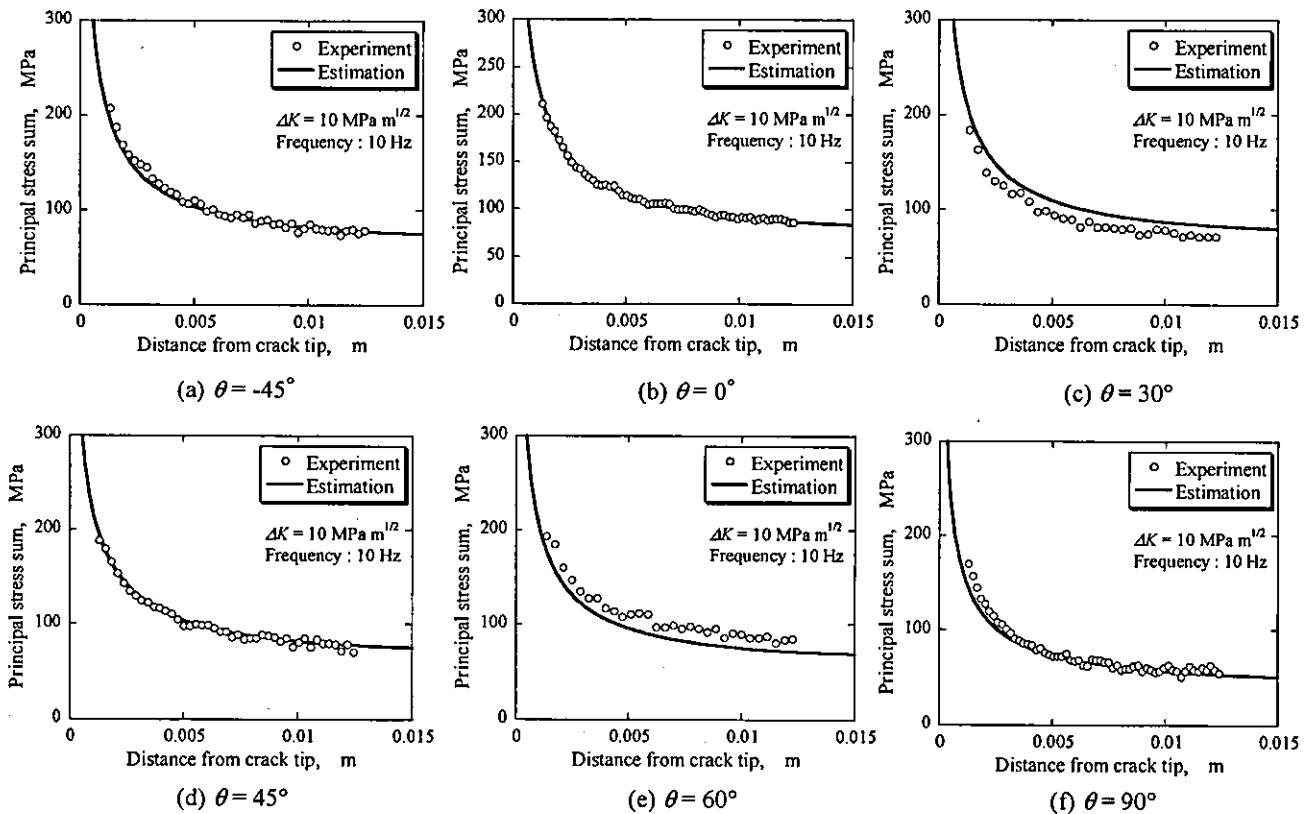 300
200
100
0
Principal stress sum, MPa
Experiment
Estimation
ΔK = 10 MPa m^1/2
Frequency : 10 Hz
0 0.005 0.01 0.015
Distance from crack tip, m
(a) θ = -45°
300
250
200
150
100
50
0
Principal stress sum, MPa
Experiment
Estimation
ΔK = 10 MPa m^1/2
Frequency : 10 Hz
0 0.005 0.01 0.015
Distance from crack tip, m
(b) θ = 0°
300
200
100
0
Principal stress sum, MPa
Experiment
Estimation
ΔK = 10 MPa m^1/2
Frequency : 10 Hz
0 0.005 0.01 0.015
Distance from crack tip, m
(c) θ = 30°
300
200
100
0
Principal stress sum, MPa
Experiment
Estimation
ΔK = 10 MPa m^1/2
Frequency : 10 Hz
0 0.005 0.01 0.015
Distance from crack tip, m
(d) θ = 45°
300
200
100
0
Principal stress sum, MPa
Experiment
Estimation
ΔK = 10 MPa m^1/2
Frequency : 10 Hz
0 0.005 0.01 0.015
Distance from crack tip, m
(e) θ = 60°
300
200
100
0
Principal stress sum, MPa
Experiment
Estimation
ΔK = 10 MPa m^1/2
Frequency : 10 Hz
0 0.005 0.01 0.015
Distance from crack tip, m
(f) θ = 90°